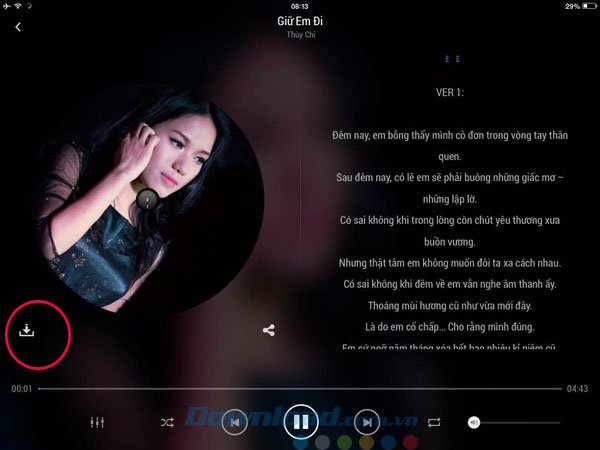 08:13
29%
Giữ Em Đi
Thùy Chi
E E
VER 1:
Đêm nay, em bỗng thấy mình cô đơn trong vòng tay thân
quen.
Sau đêm nay, có lẽ em sẽ phải buông những giấc mơ –
những lập lờ.
Có sai không khi trong lòng còn chút yêu thương xưa
buồn vương.
Nhưng thật tâm em không muốn đôi ta xa cách nhau.
Có sai không khi đêm về em vẫn nghe âm thanh ấy.
Thoáng mùi hương cũ như vừa mới đây.
Là do em cố chấp... Cho rằng mình đúng.
Em cứ ngỡ năm tháng xóa hết bao nhiêu kỉ niệm cũ
00:01
04:43
Download.com.vn